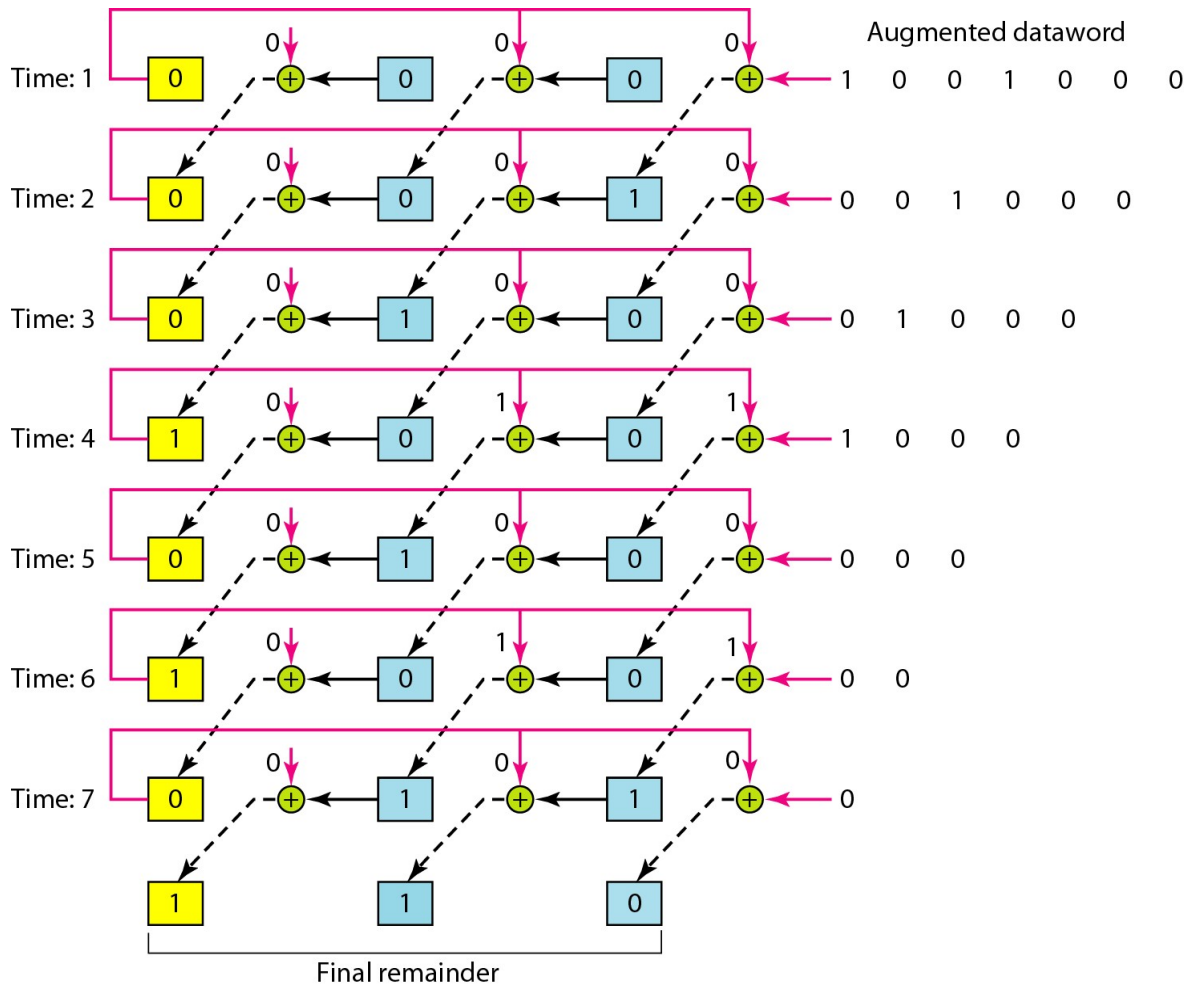 Augmented dataword
0 0 0
Time: 1 0 + 0 + 0 + 1 0 0 1 0 0 0
0 0 0
Time: 2 0 + 0 + 1 + 0 0 1 0 0 0
0 0 0
Time: 3 0 + 1 + 0 + 0 1 0 0 0
0 1 1
Time: 4 1 + 0 + 0 + 1 0 0 0
0 0 0
Time: 5 0 + 1 + 0 + 0 0 0
0 1 1
Time: 6 1 + 0 + 0 + 0 0
0 0 0
Time: 7 0 + 1 + 1 + 0
1 1 0
Final remainder